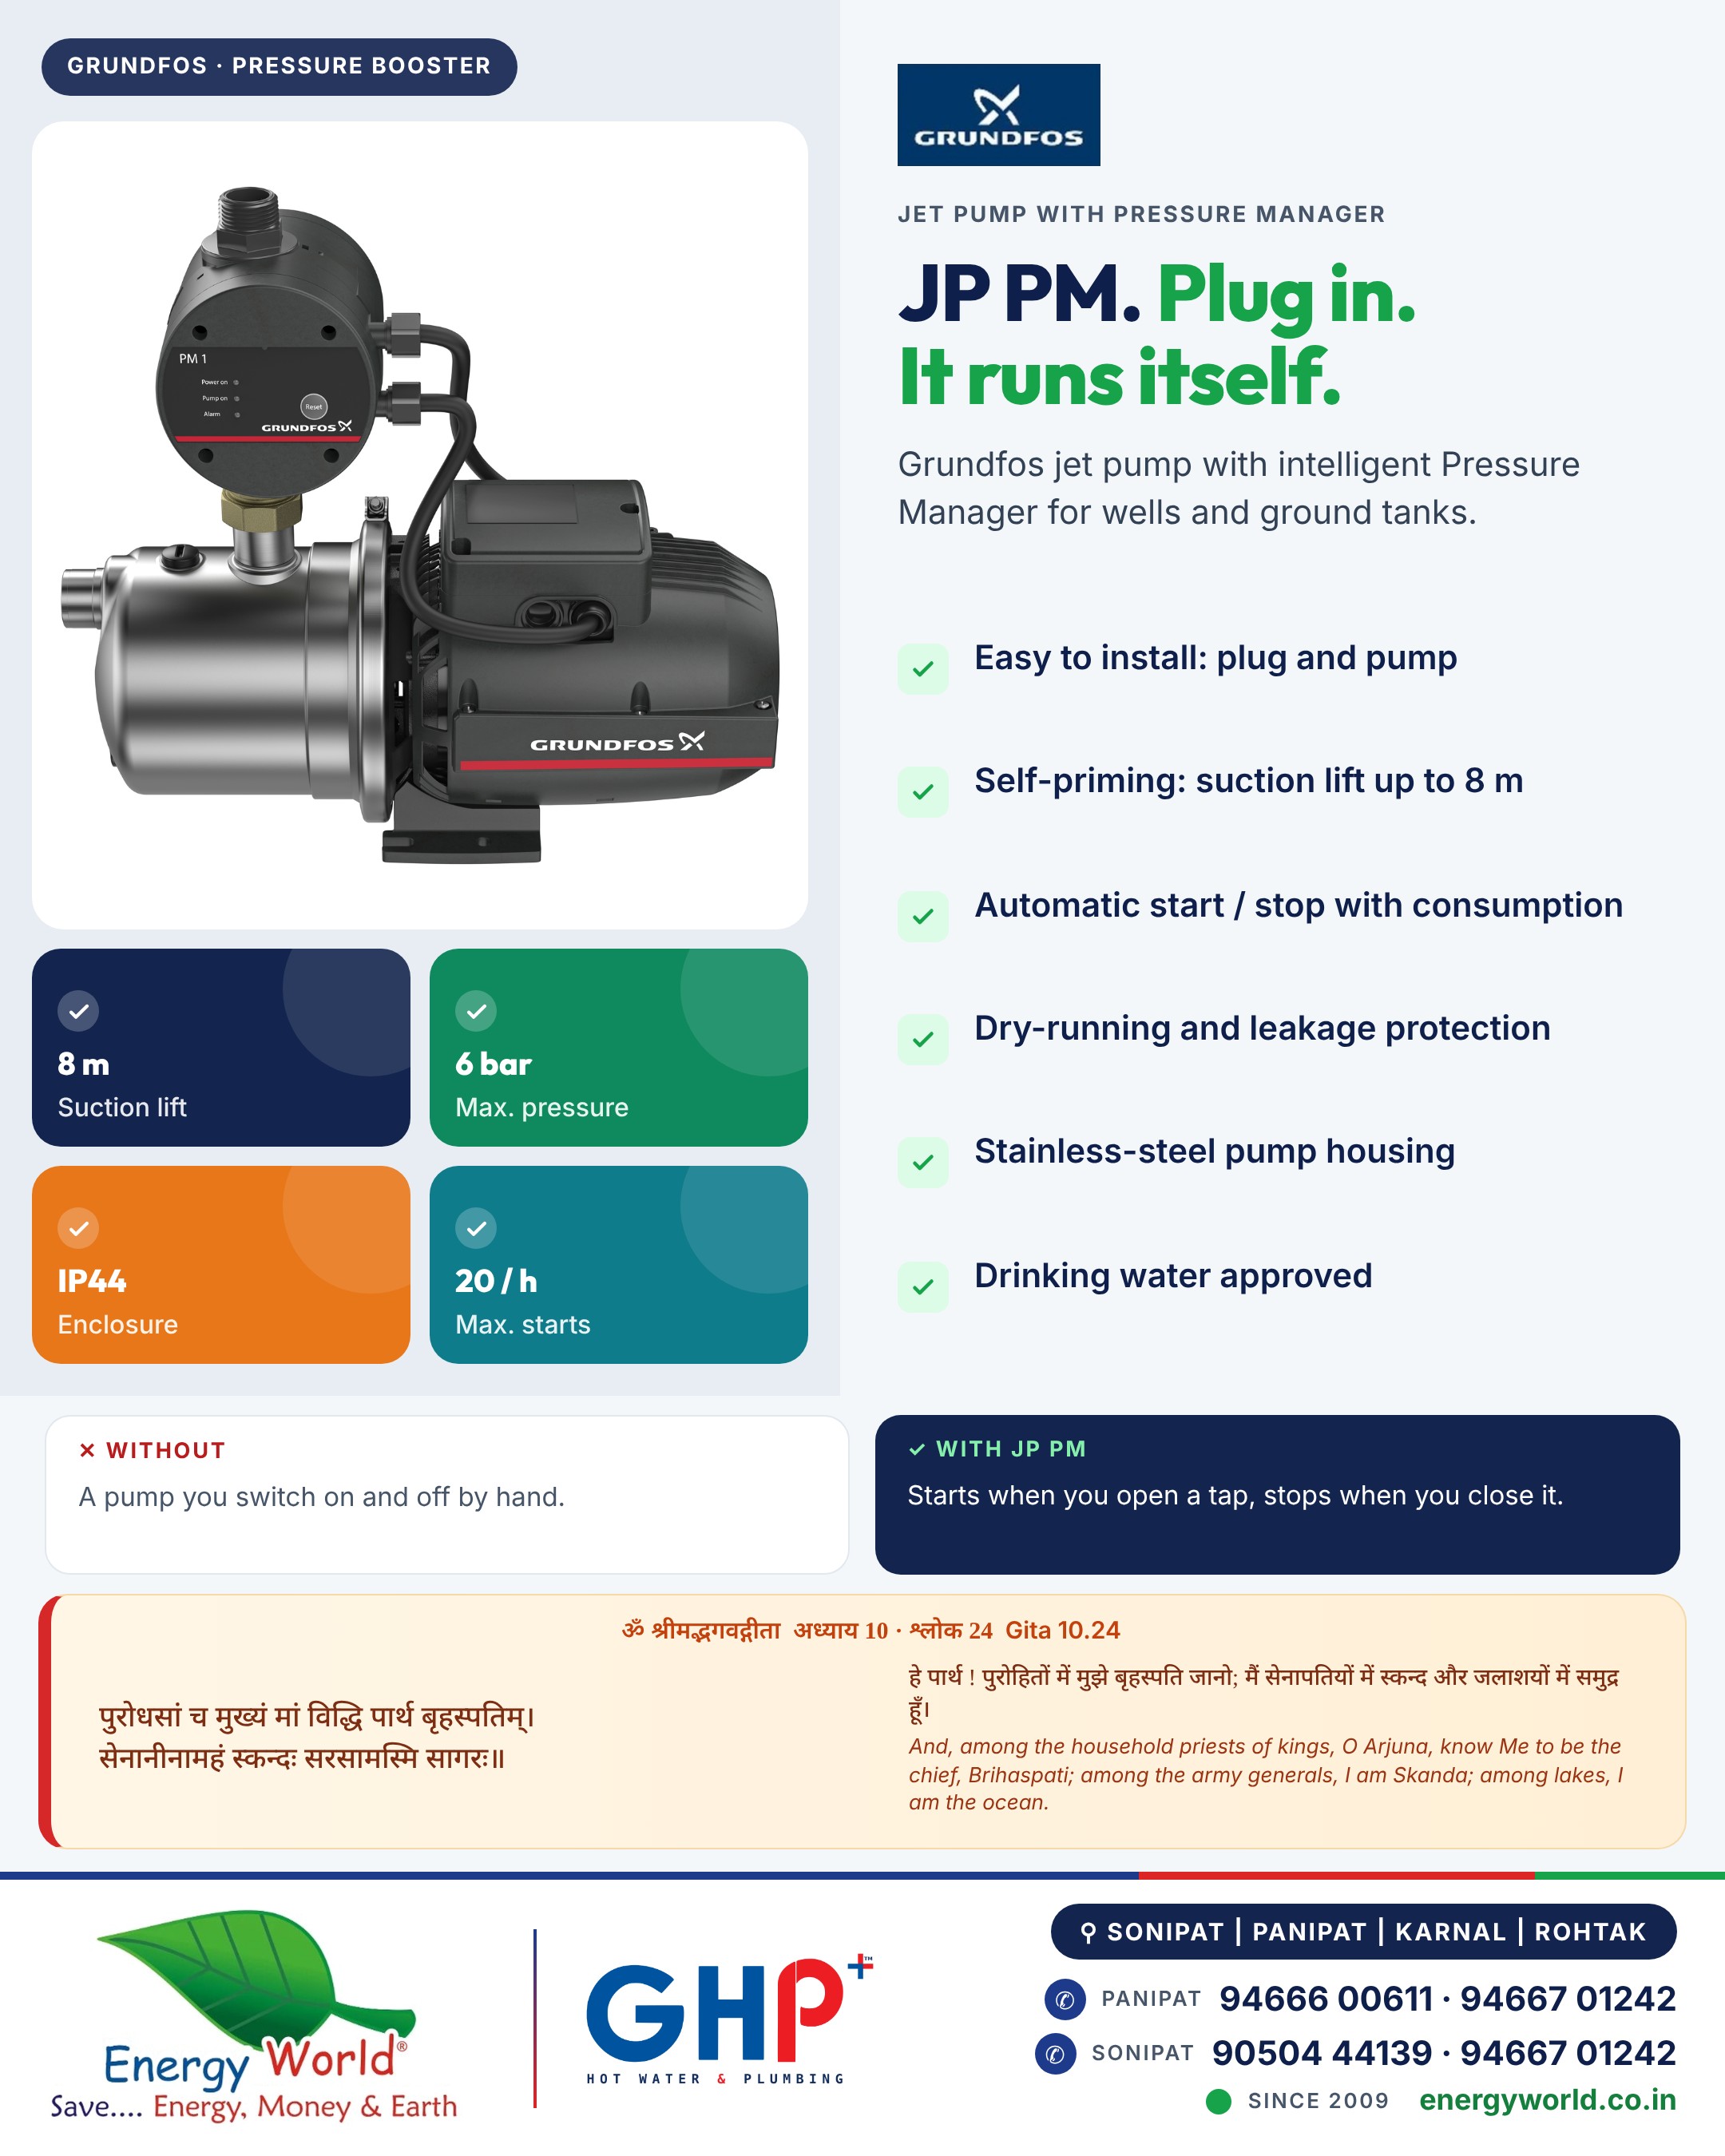 GRUNDFOS · PRESSURE BOOSTER
PM 1
Power on
Pump on
Alarm
Reset
GRUNDFOS
GRUNDFOS
8 m
Suction lift
6 bar
Max. pressure
IP44
Enclosure
20 / h
Max. starts
GRUNDFOS
JET PUMP WITH PRESSURE MANAGER
JP PM. Plug in.
It runs itself.
Grundfos jet pump with intelligent Pressure
Manager for wells and ground tanks.
Easy to install: plug and pump
Self-priming: suction lift up to 8 m
Automatic start / stop with consumption
Dry-running and leakage protection
Stainless-steel pump housing
Drinking water approved
✕ WITHOUT
A pump you switch on and off by hand.
✓ WITH JP PM
Starts when you open a tap, stops when you close it.
ॐ श्रीमद्भगवद्गीता अध्याय 10 · श्लोक 24 Gita 10.24
पुरोधसां च मुख्यं मां विद्धि पार्थ बृहस्पतिम्।
सेनानीनामहं स्कन्दः सरसामस्मि सागरः॥
हे पार्थ ! पुरोहितों में मुझे बृहस्पति जानो; मैं सेनापतियों में स्कन्द और जलाशयों में समुद्र
हूँ।
And, among the household priests of kings, O Arjuna, know Me to be the
chief, Brihaspati; among the army generals, I am Skanda; among lakes, I
am the ocean.
Energy World®
Save.... Energy, Money & Earth
GHP+™
HOT WATER & PLUMBING
SONIPAT | PANIPAT | KARNAL | ROHTAK
PANIPAT 94666 00611 · 94667 01242
SONIPAT 90504 44139 · 94667 01242
SINCE 2009 energyworld.co.in